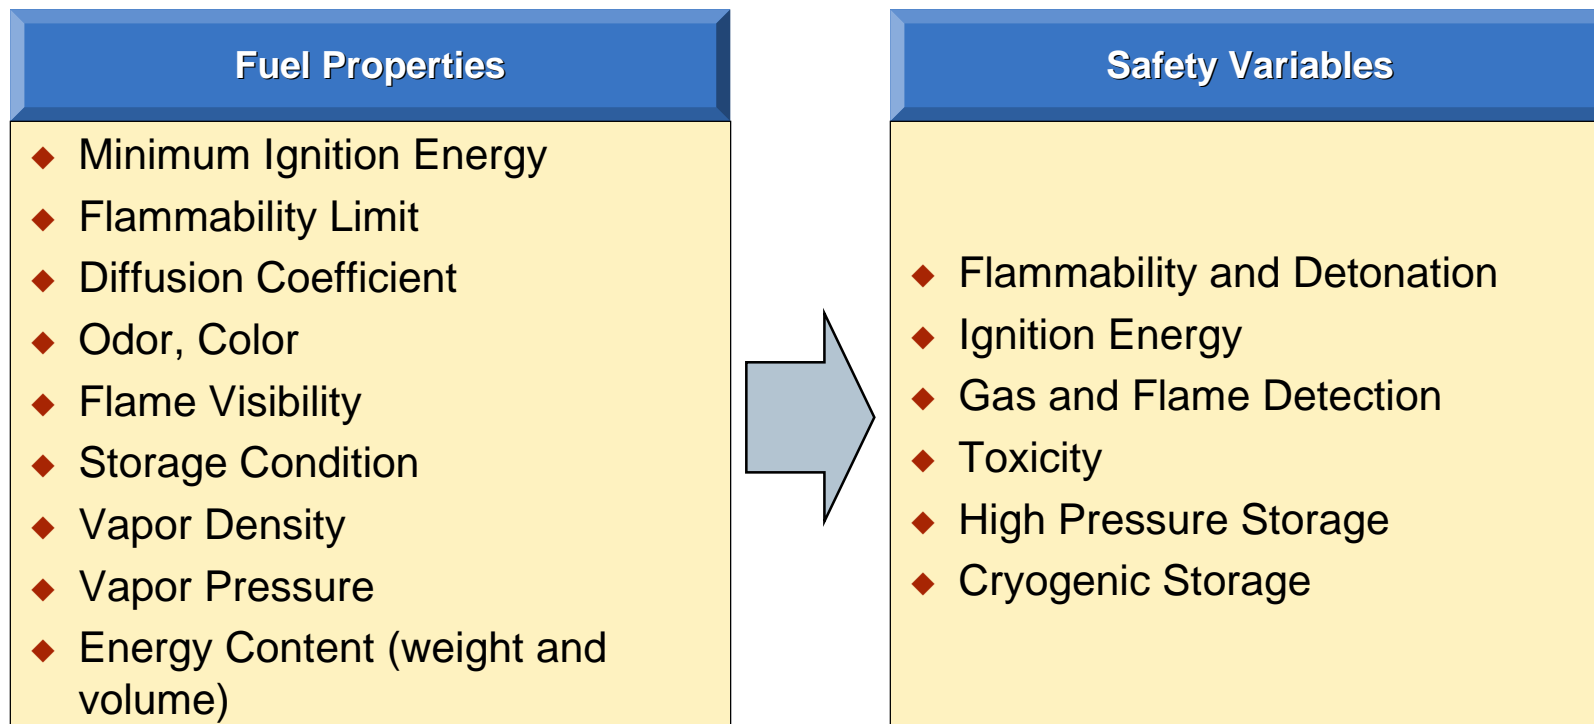 Fuel Properties
Minimum Ignition Energy
Flammability Limit
Diffusion Coefficient
Odor, Color
Flame Visibility
Storage Condition
Vapor Density
Vapor Pressure
Energy Content (weight and
volume)
Safety Variables
Flammability and Detonation
Ignition Energy
Gas and Flame Detection
Toxicity
High Pressure Storage
Cryogenic Storage